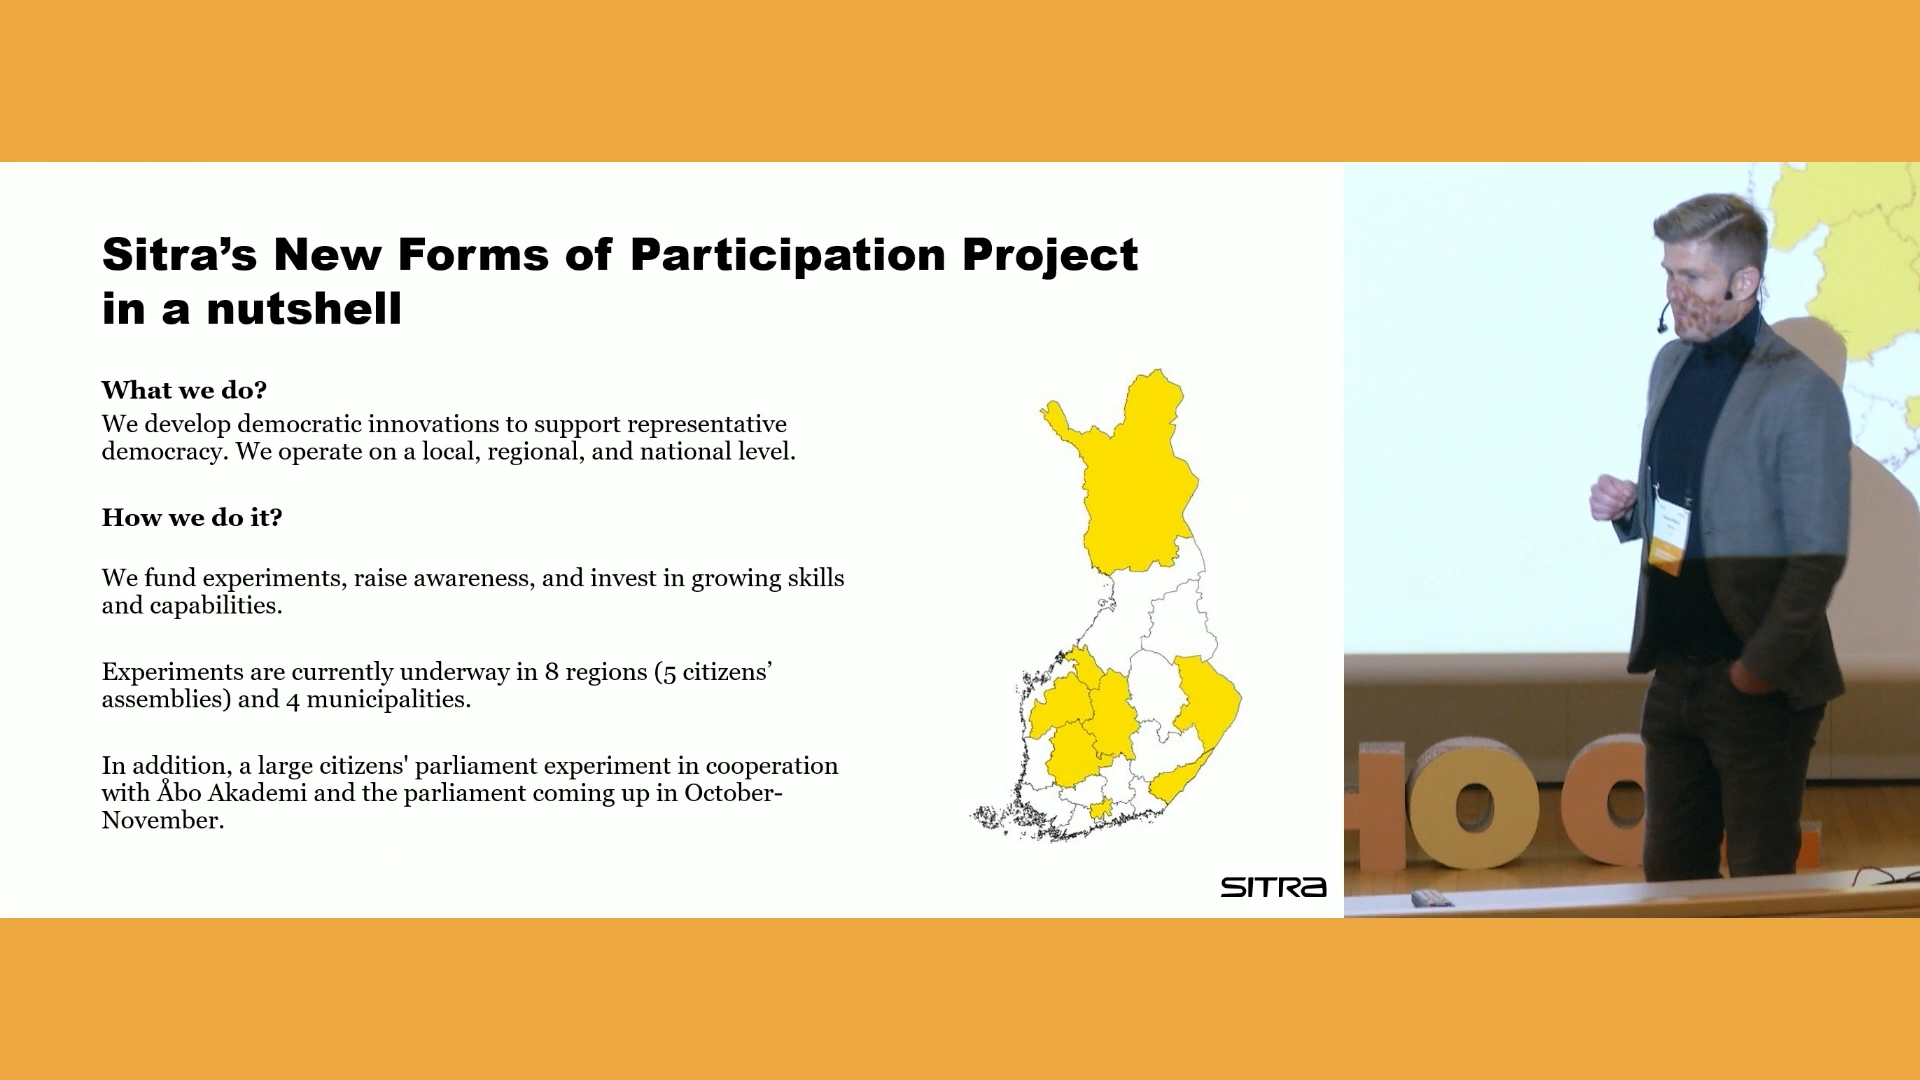 Sitra’s New Forms of Participation Project
in a nutshell
What we do?
We develop democratic innovations to support representative
democracy. We operate on a local, regional, and national level.
How we do it?
We fund experiments, raise awareness, and invest in growing skills
and capabilities.
Experiments are currently underway in 8 regions (5 citizens’
assemblies) and 4 municipalities.
In addition, a large citizens' parliament experiment in cooperation
with Åbo Akademi and the parliament coming up in October-
November.
SITRA
HOO